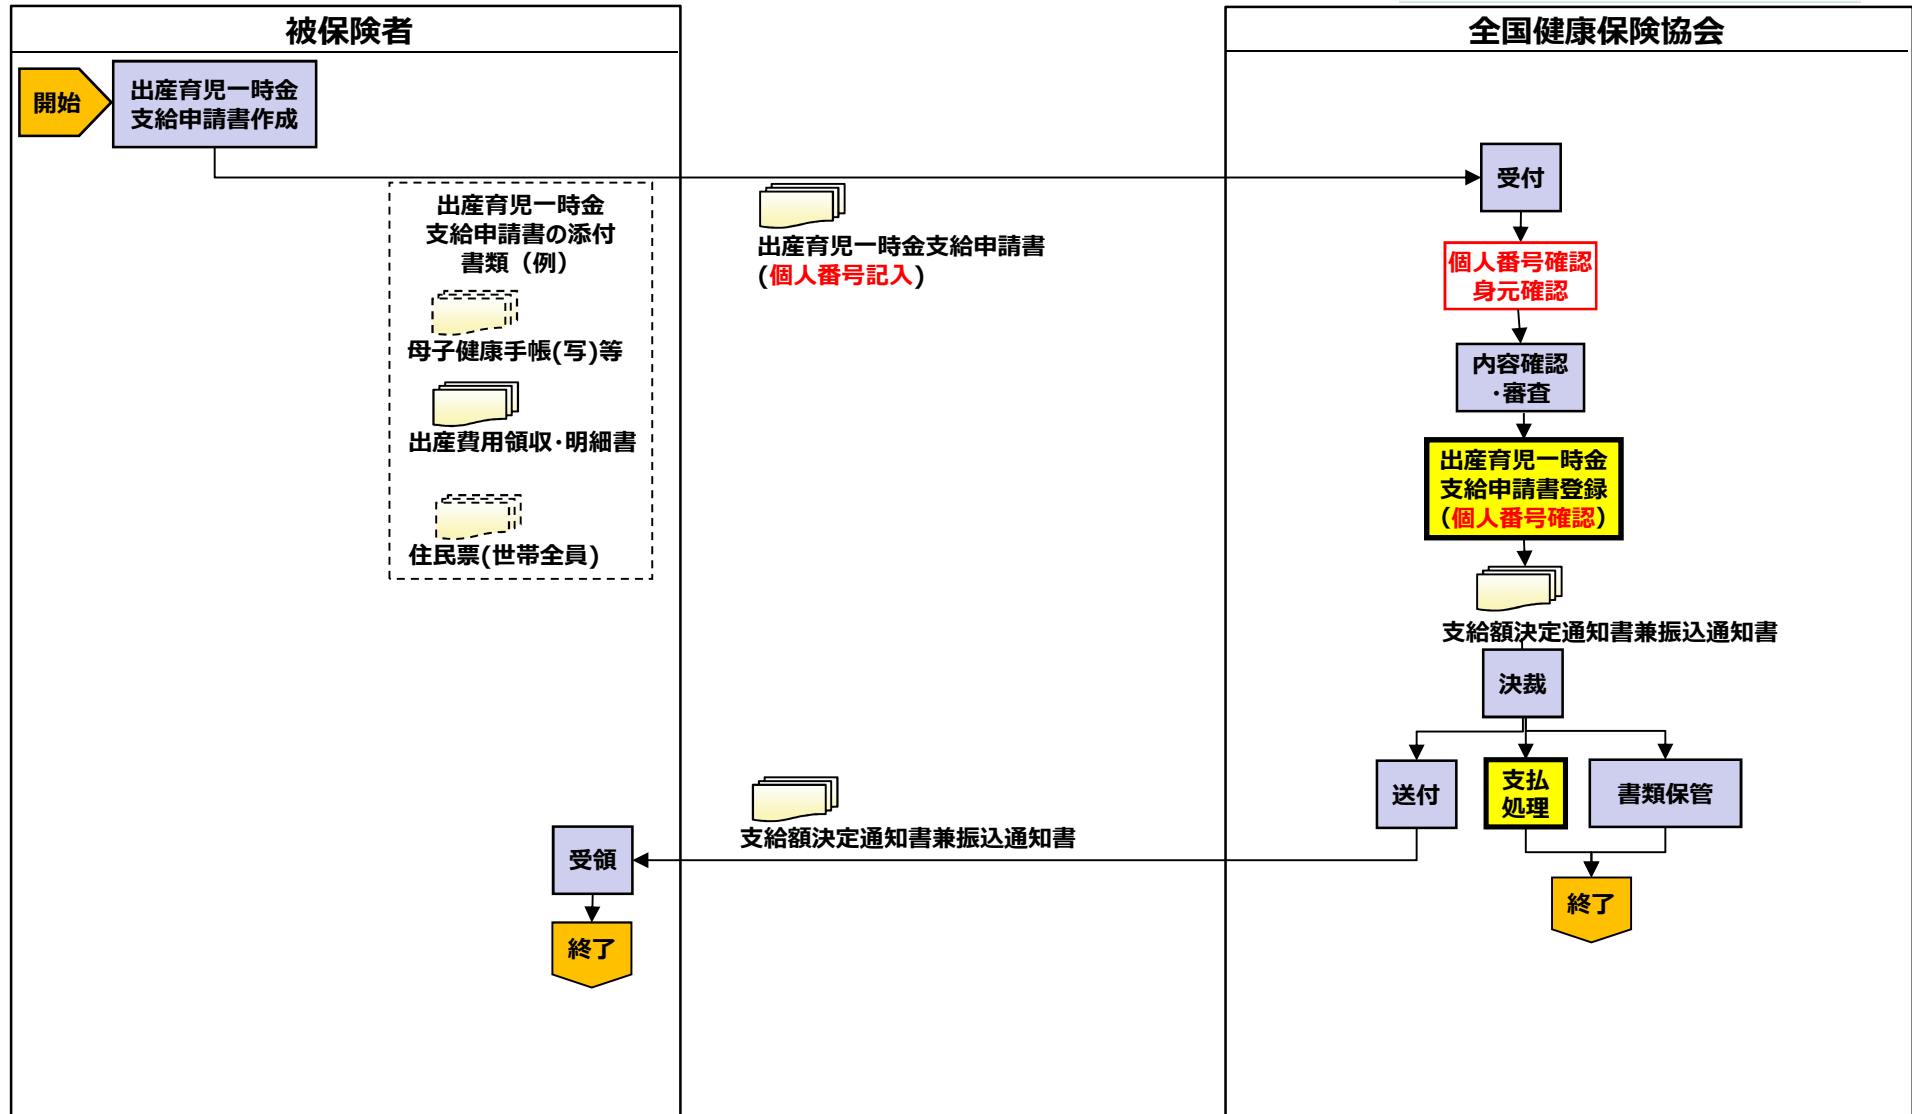 被保険者
全国健康保険協会
開始
出産育児一時金
支給申請書作成
受付
出産育児一時金
支給申請書の添付
書類（例）
母子健康手帳(写)等
出産費用領収･明細書
住民票(世帯全員)
出産育児一時金支給申請書
(個人番号記入)
個人番号確認
身元確認
内容確認
･審査
出産育児一時金
支給申請書登録
(個人番号確認)
支給額決定通知書兼振込通知書
決裁
送付
支払
処理
書類保管
支給額決定通知書兼振込通知書
受領
終了
終了